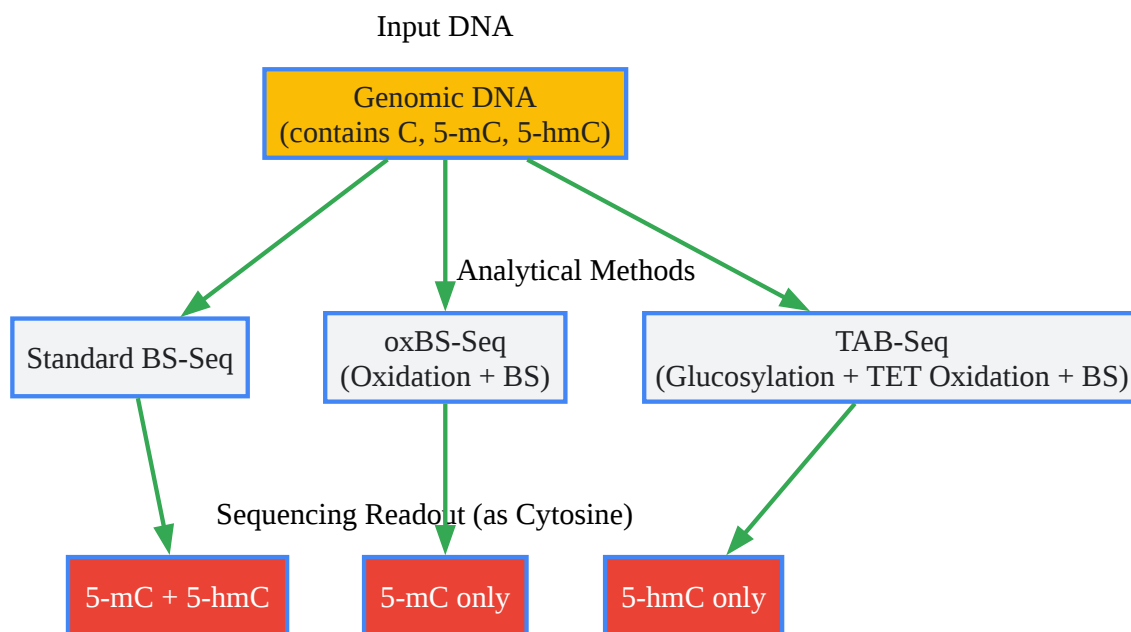 Input DNA
Genomic DNA
(contains C, 5-mC, 5-hmC)
Analytical Methods
Standard BS-Seq
oxBS-Seq
(Oxidation + BS)
TAB-Seq
(Glucosylation + TET Oxidation + BS)
Sequencing Readout (as Cytosine)
5-mC + 5-hmC
5-mC only
5-hmC only